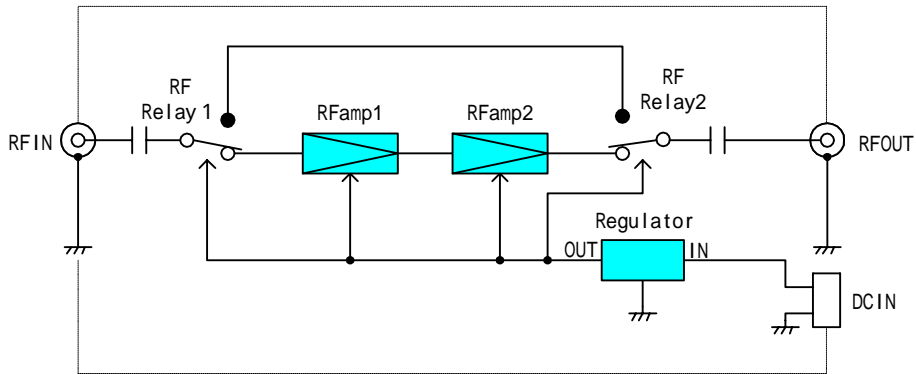 RF
Relay 1
RFamp1
RFamp2
RF
Relay2
RFIN
RFOUT
Regulator
OUT
IN
DCIN